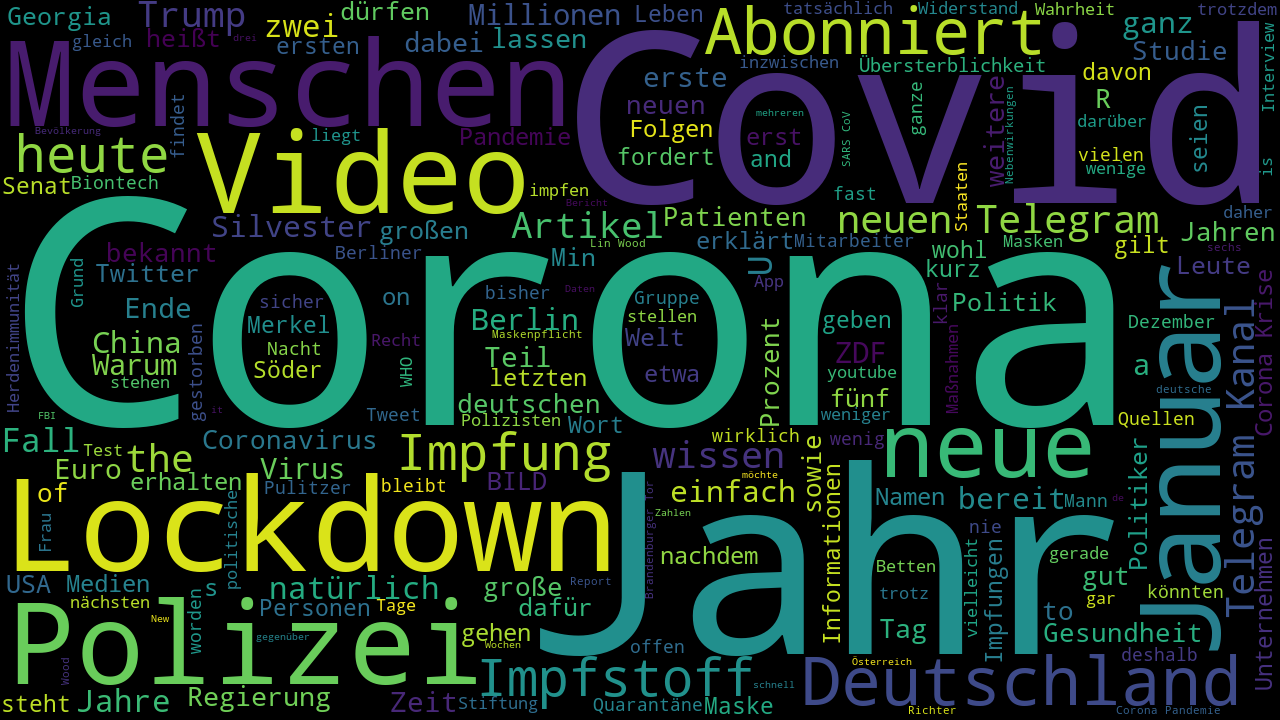 Georgia
Trump
zwei
dürfen
Millionen
Leben
Abonniert
tatsächlich
Widerstand
Wahrheit
ganz
trotzdem
gleich
heißt
drei
ersten
dabei
lassen
Menschen
Covid
erste
inzwischen
Übersterblichkeit
Studie
Interview
davon
R
darüber
vielen
wenige
seien
is
neuen
Folgen
fordert
mehreren
erst
and
SARS CoV
ganze
weitere
Nebenwirkungen
Bevölkerung
findet
liegt
Pandemie
heute
Video
Senat
Biontech
impfen
Bericht
fast
Staaten
daher
Silvester
großen
Artikel
Patienten
neuen
Telegram
Jahren
bekannt
Berliner
Lin Wood
Min
erklärt
Mitarbeiter
U
wohl
Masken
gilt
sechs
kurz
Leute
Twitter
Grund
Ende
sicher
on
bisher
Daten
Gruppe
App
klar
Corona
Herdenimmunität
Merkel
Berlin
stellen
geben
Politik
Dezember
Januar
Telegram Kanal
Corona Krise
China
Warum
Nacht
Söder
Recht
Maskenpflicht
Welt
ZDF
Maßnahmen
stehen
gestorben
WHO
Teil
letzten
etwa
Prozent
youtube
fünf
a
deutsche
FBI
it
Tweet
deutschen
Polizisten
Wort
weniger
Quellen
Fall
Test
the
Coronavirus
Impfung
wirklich
wenig
neue
Euro
erhalten
Virus
BILD
wissen
sowie
möchte
of
Pulitzer
bleibt
einfach
Namen
bereit
Mann
de
Politiker
Lockdown
Frau
politische
Zahlen
Brandenburger Tor
Informationen
nie
Jahr
nachdem
vielleicht
Impfungen
gerade
USA
Medien
s
natürlich
große
Report
Betten
gut
könnten
nächsten
New
worden
Personen
Tage
dafür
trotz
to
gar
Unternehmen
Polizei
gegenüber
gehen
Wochen
offen
Tag
Gesundheit
Wood
Impfstoff
schnell
Österreich
Deutschland
deshalb
steht
Jahre
Regierung
Zeit
Stiftung
Quarantäne
Maske
Richter
Corona Pandemie